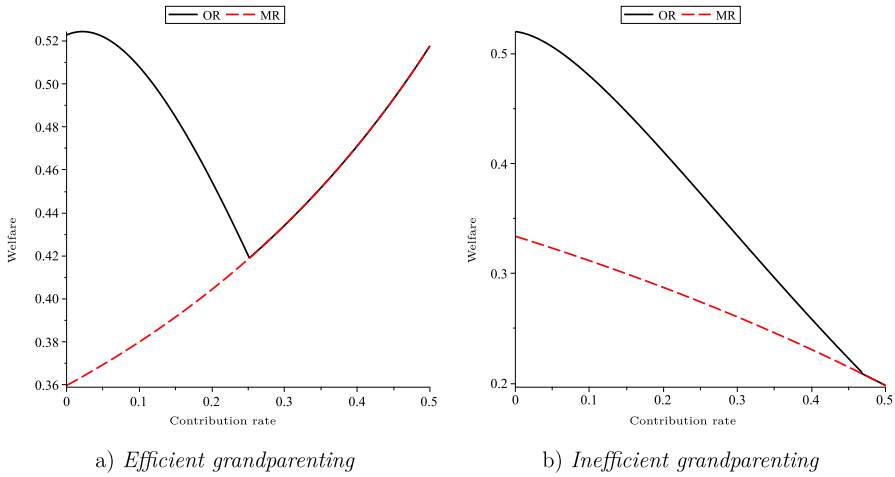 OR MR
0.52
0.50
0.48
0.46
0.44
0.42
0.40
0.38
0.36
Welfare
0 0.1 0.2 0.3 0.4 0.5
Contribution rate
a) Efficient grandparenting
OR MR
0.5
0.4
0.3
0.2
Welfare
0 0.1 0.2 0.3 0.4 0.5
Contribution rate
b) Inefficient grandparenting